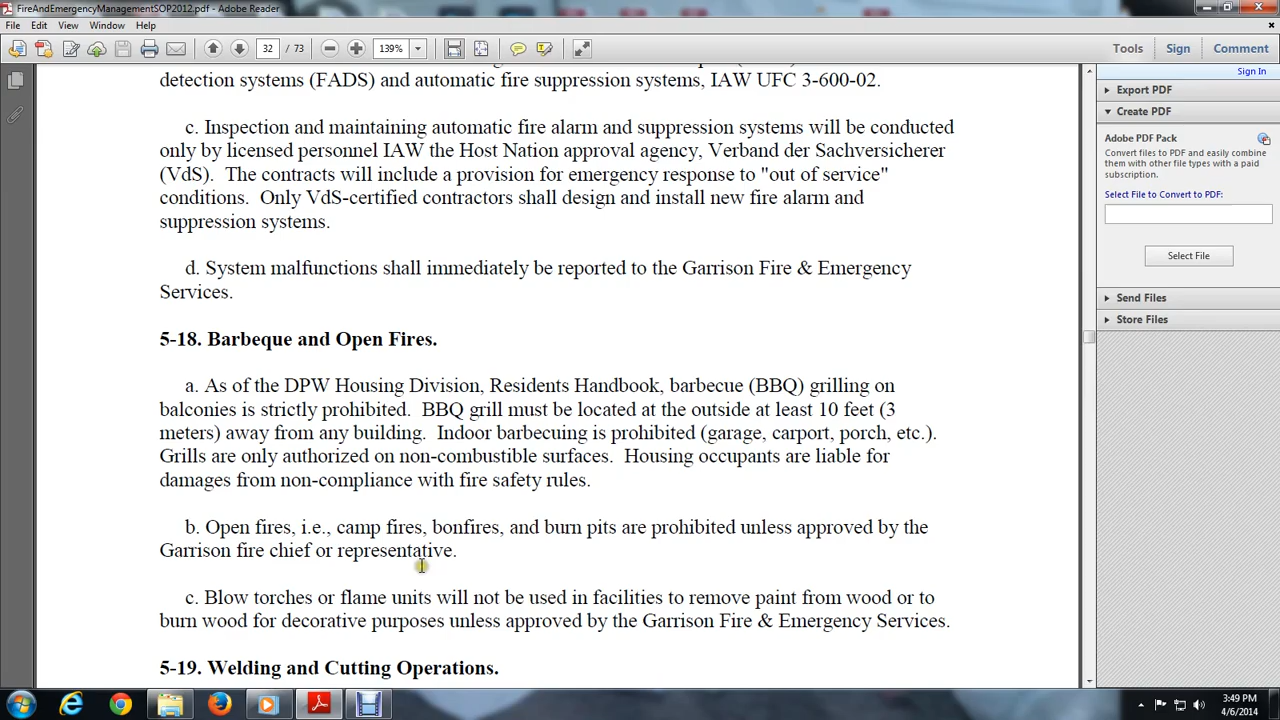 FireAndEmergencyManagementSOP2012.pdf - Adobe Reader
File Edit View Window Help
32 / 73 139% Tools Sign Comment
Sign In
detection systems (FADS) and automatic fire suppression systems, IAW UFC 3-600-02.
c. Inspection and maintaining automatic fire alarm and suppression systems will be conducted
only by licensed personnel IAW the Host Nation approval agency, Verband der Sachversicherer
(VdS). The contracts will include a provision for emergency response to "out of service"
conditions. Only VdS-certified contractors shall design and install new fire alarm and
suppression systems.
d. System malfunctions shall immediately be reported to the Garrison Fire & Emergency
Services.
5-18. Barbeque and Open Fires.
a. As of the DPW Housing Division, Residents Handbook, barbecue (BBQ) grilling on
balconies is strictly prohibited. BBQ grill must be located at the outside at least 10 feet (3
meters) away from any building. Indoor barbecuing is prohibited (garage, carport, porch, etc.).
Grills are only authorized on non-combustible surfaces. Housing occupants are liable for
damages from non-compliance with fire safety rules.
b. Open fires, i.e., camp fires, bonfires, and burn pits are prohibited unless approved by the
Garrison fire chief or representative.
c. Blow torches or flame units will not be used in facilities to remove paint from wood or to
burn wood for decorative purposes unless approved by the Garrison Fire & Emergency Services.
5-19. Welding and Cutting Operations.
Export PDF
Create PDF
Adobe PDF Pack
Convert files to PDF and easily combine
them with other file types with a paid
subscription.
Select File to Convert to PDF:
Select File
Send Files
Store Files
3:49 PM
4/6/2014